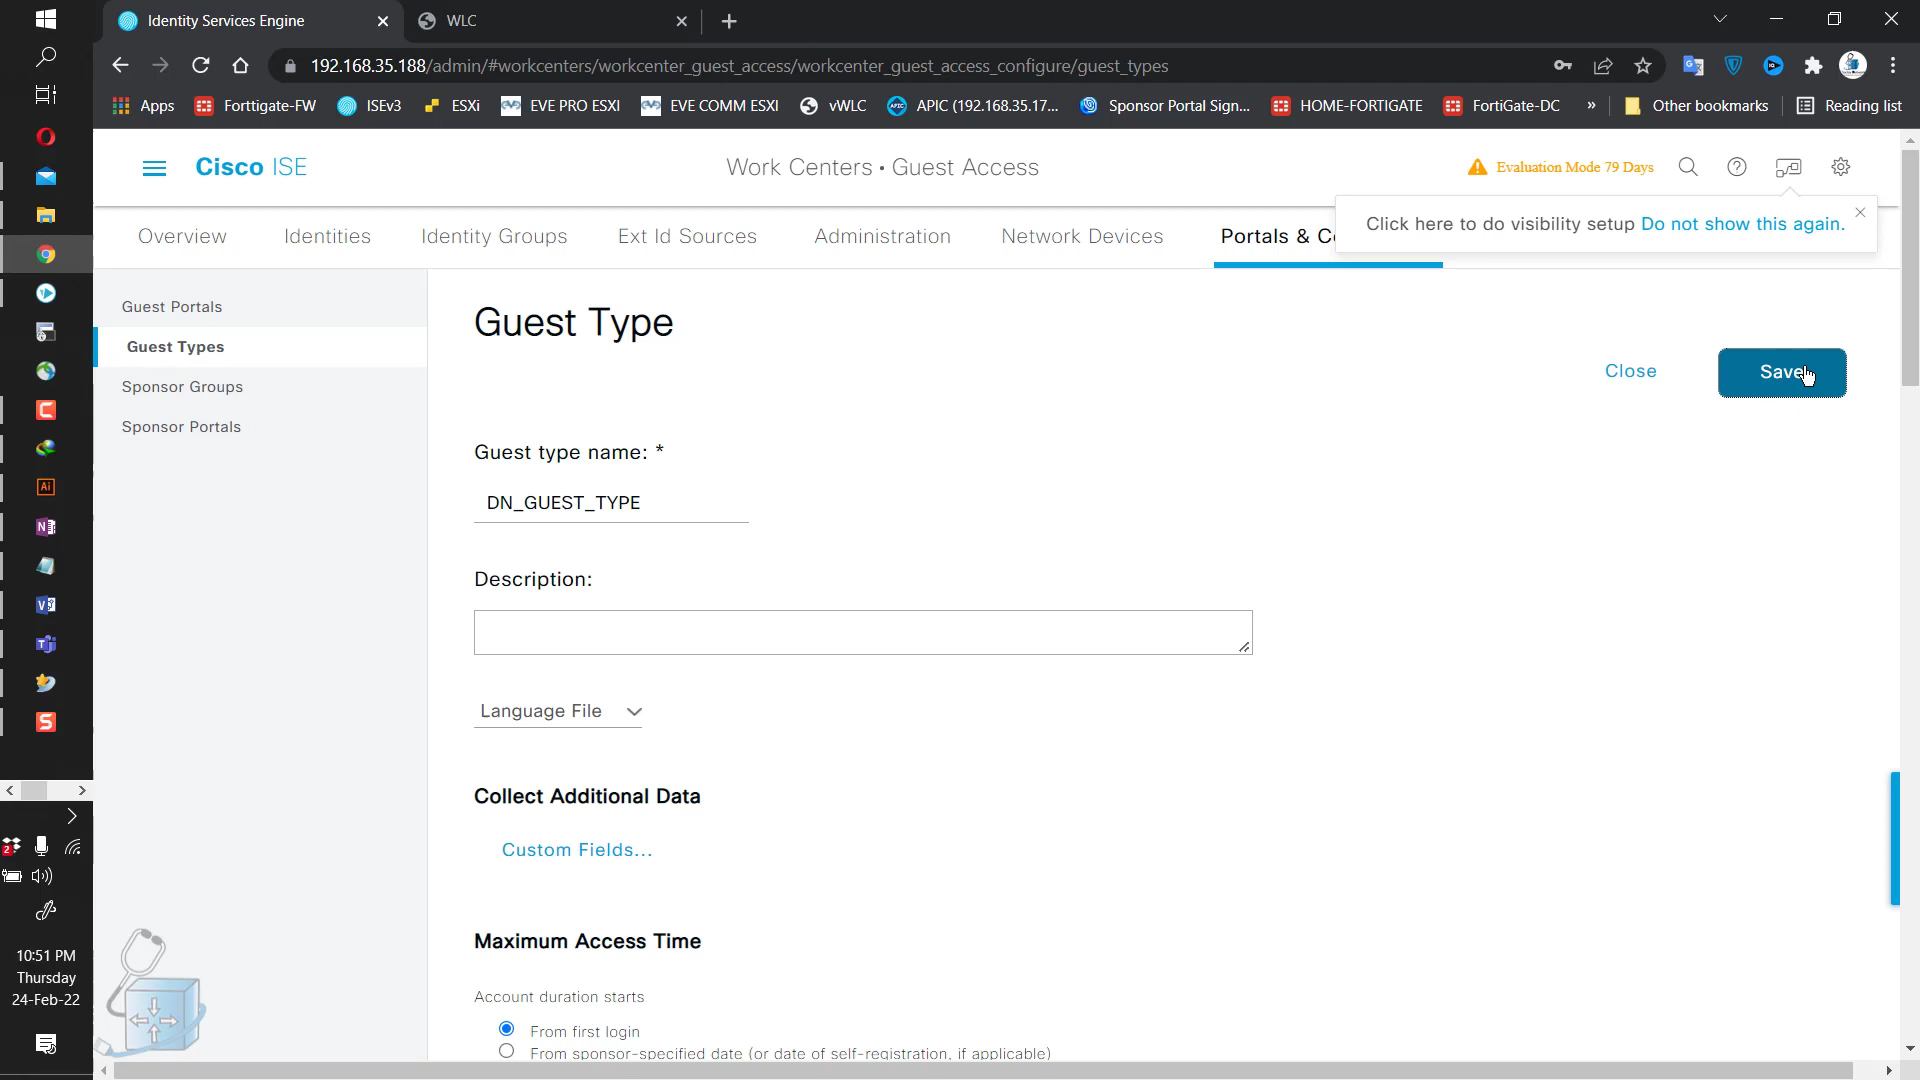 Identity Services Engine
WLC
192.168.35.188/admin/#workcenters/workcenter_guest_access/workcenter_guest_access_configure/guest_types
Apps
Forttigate-FW
ISEv3
ESXi
EVE PRO ESXI
EVE COMM ESXI
vWLC
APIC (192.168.35.17...
Sponsor Portal Sign...
HOME-FORTIGATE
FortiGate-DC
»
Other bookmarks
Reading list
Cisco ISE
Work Centers • Guest Access
Evaluation Mode 79 Days
Click here to do visibility setup Do not show this again.
Overview
Identities
Identity Groups
Ext Id Sources
Administration
Network Devices
Portals & C
Guest Portals
Guest Types
Sponsor Groups
Sponsor Portals
Guest Type
Close
Save
Guest type name: *
DN_GUEST_TYPE
Description:
Language File
Collect Additional Data
Custom Fields...
Maximum Access Time
Account duration starts
From first login
From sponsor-specified date (or date of self-registration, if applicable)
10:51 PM
Thursday
24-Feb-22